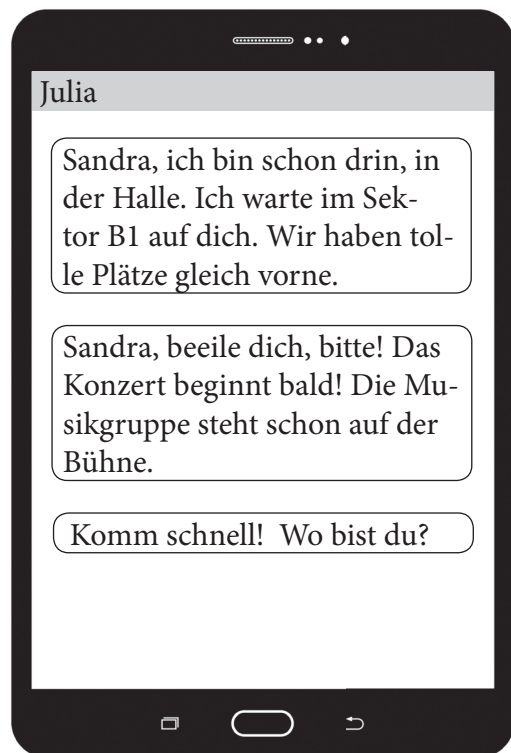 Julia
Sandra, ich bin schon drin, in
der Halle. Ich warte im Sek-
tor B1 auf dich. Wir haben tol-
le Plätze gleich vorne.
Sandra, beeile dich, bitte! Das
Konzert beginnt bald! Die Mu-
sikgruppe steht schon auf der
Bühne.
Komm schnell!  Wo bist du?